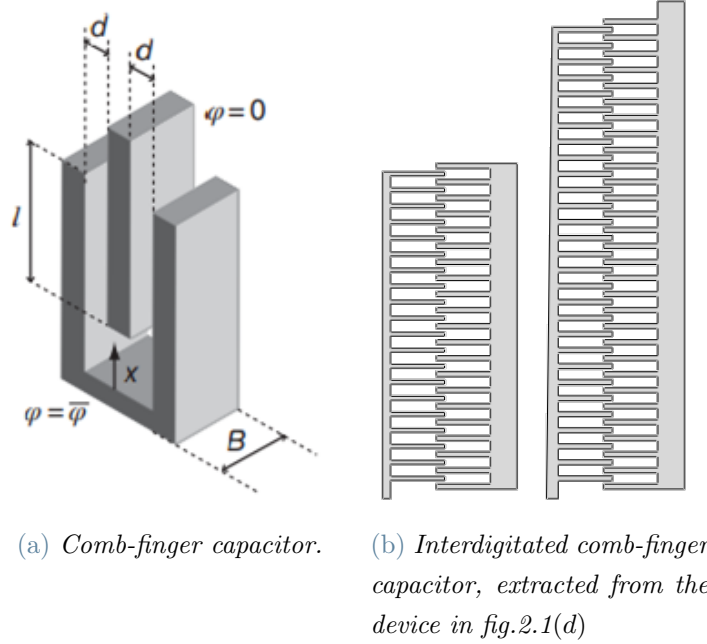 d
d
φ=0
l
x
φ=φ̅
B
(a) Comb-finger capacitor.
(b) Interdigitated comb-finger
capacitor, extracted from the
device in fig.2.1(d)